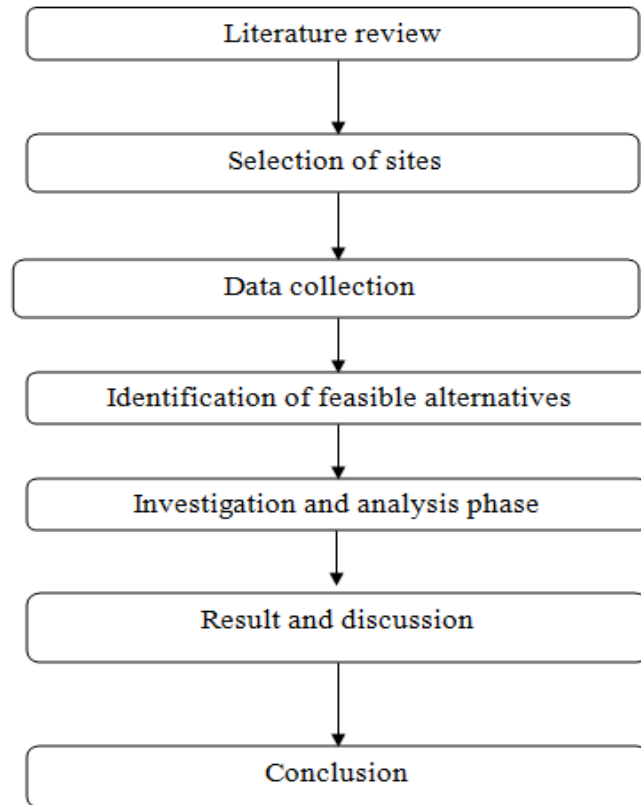 Literature review
Selection of sites
Data collection
Identification of feasible alternatives
Investigation and analysis phase
Result and discussion
Conclusion